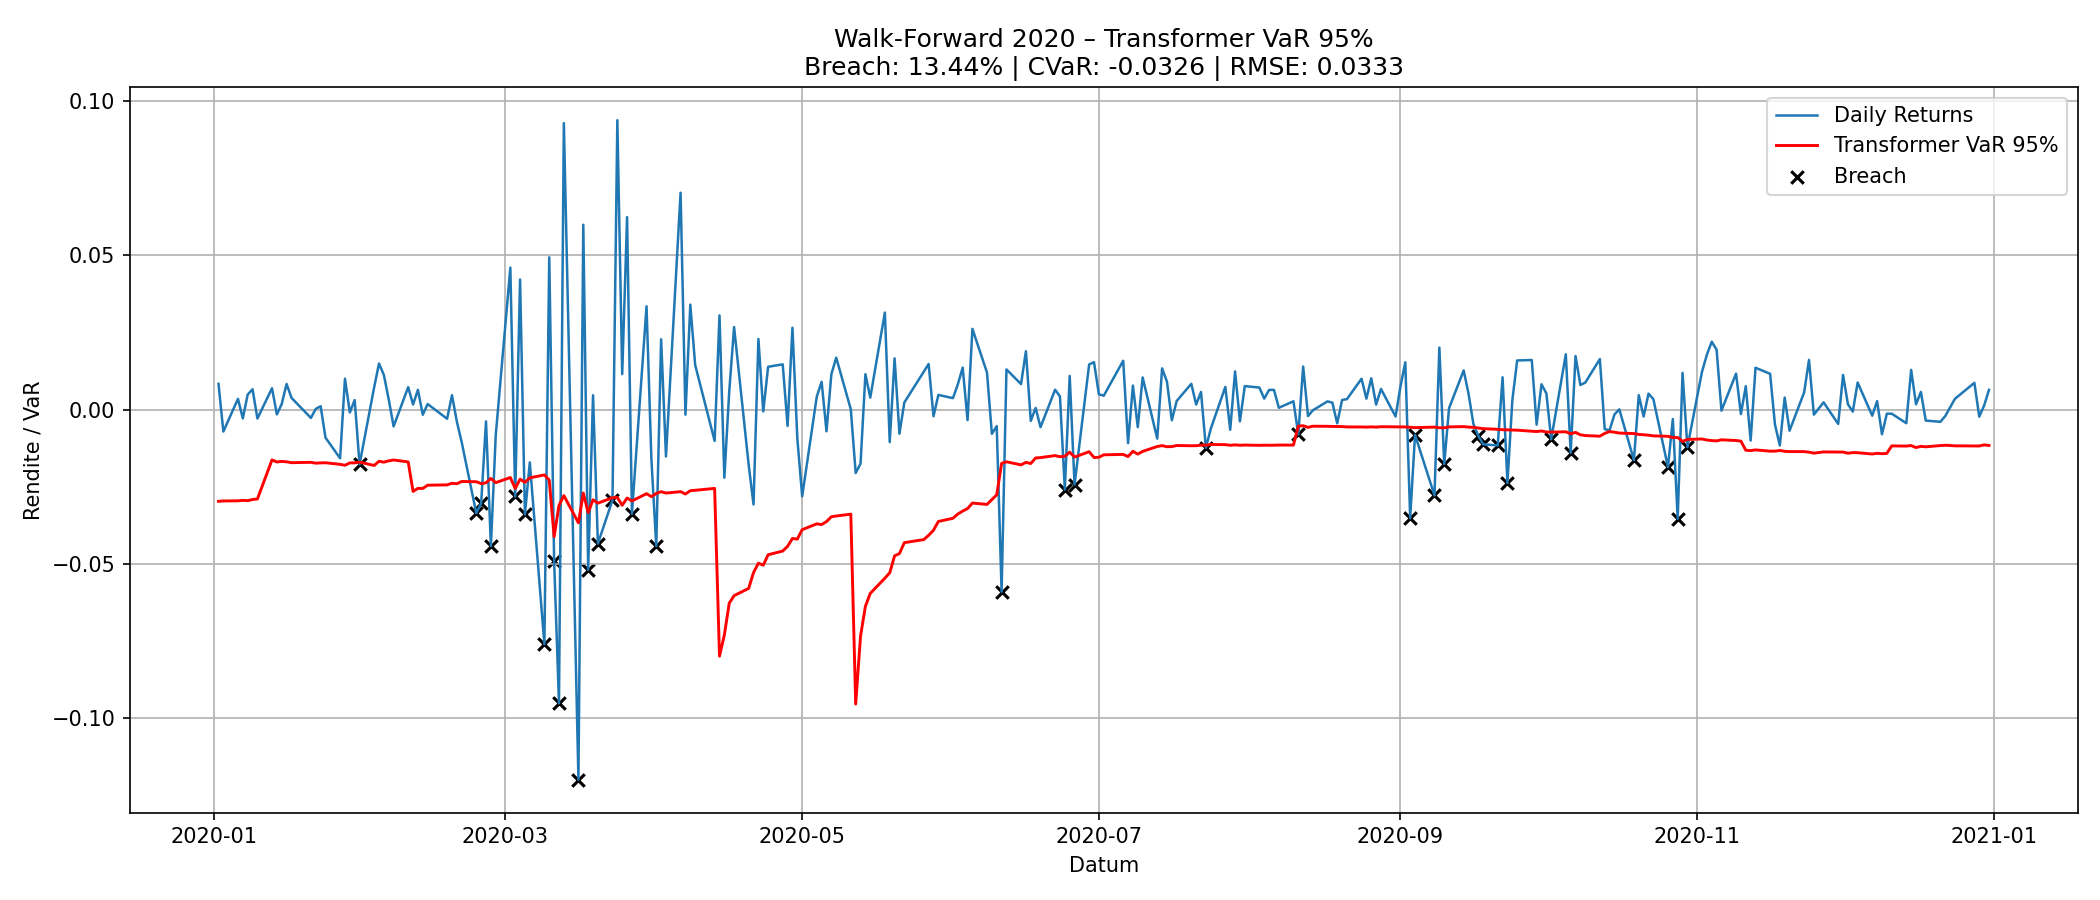 Walk-Forward 2020 – Transformer VaR 95%
Breach: 13.44% | CVaR: -0.0326 | RMSE: 0.0333
Daily Returns
Transformer VaR 95%
Breach
Rendite / VaR
0.10
0.05
0.00
−0.05
−0.10
2020-01
2020-03
2020-05
2020-07
2020-09
2020-11
2021-01
Datum